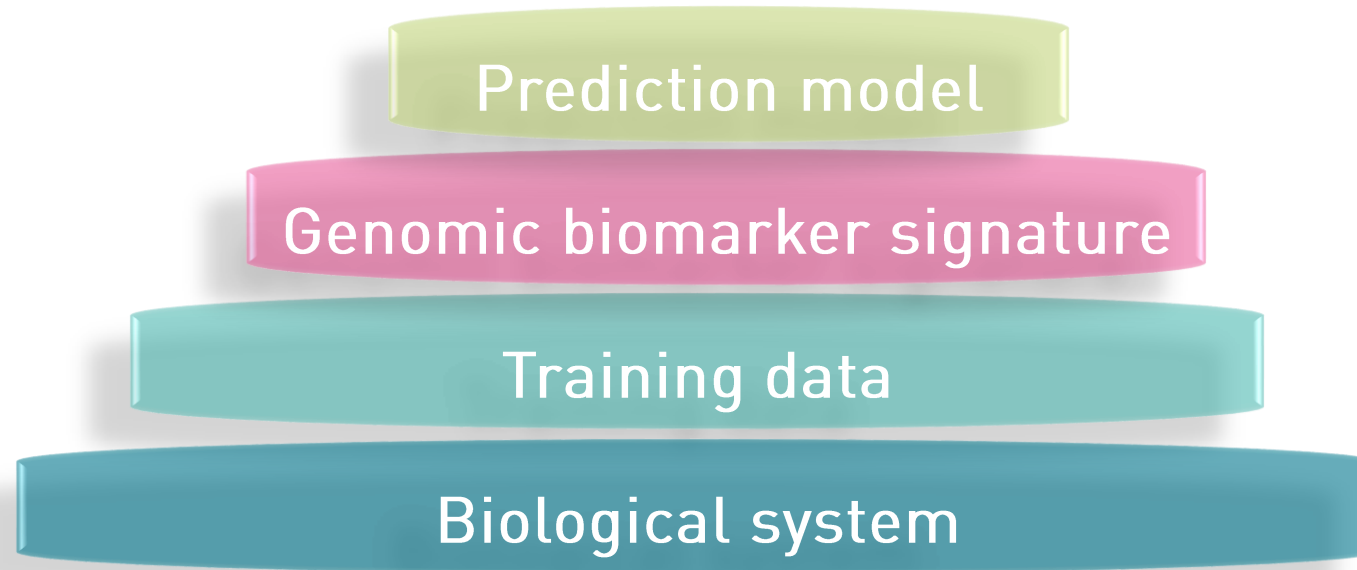 Prediction model
Genomic biomarker signature
Training data
Biological system